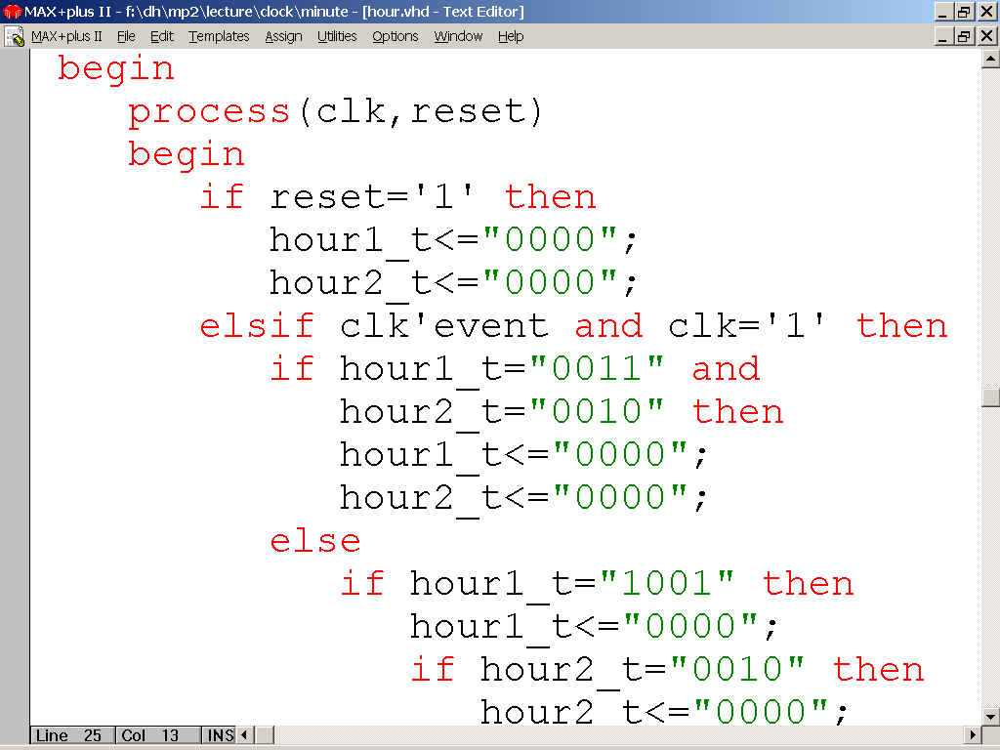 MAX+plus II - f:\dh\mp2\lecture\clock\minute - [hour.vhd - Text Editor]
MAX+plus II File Edit Templates Assign Utilities Options Window Help
begin
process(clk,reset)
begin
if reset='1' then
hour1_t<="0000";
hour2_t<="0000";
elsif clk'event and clk='1' then
if hour1_t="0011" and
hour2_t="0010" then
hour1_t<="0000";
hour2_t<="0000";
else
if hour1_t="1001" then
hour1_t<="0000";
if hour2_t="0010" then
hour2_t<="0000";
Line 25 Col 13 INS